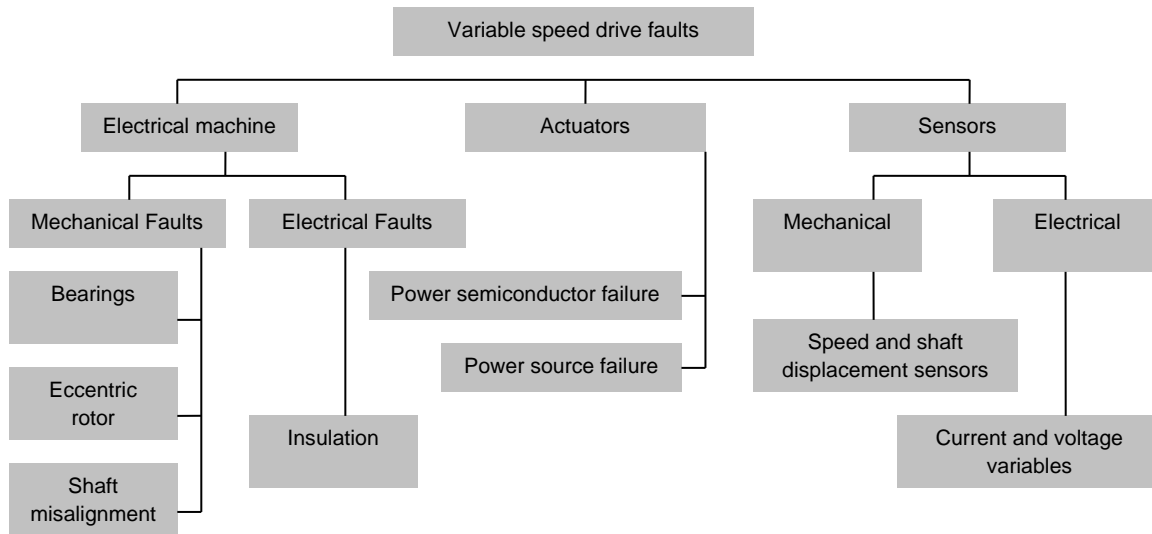 Variable speed drive faults
Electrical machine
Actuators
Sensors
Mechanical Faults
Electrical Faults
Mechanical
Electrical
Bearings
Power semiconductor failure
Speed and shaft
displacement sensors
Power source failure
Eccentric
rotor
Insulation
Current and voltage
variables
Shaft
misalignment